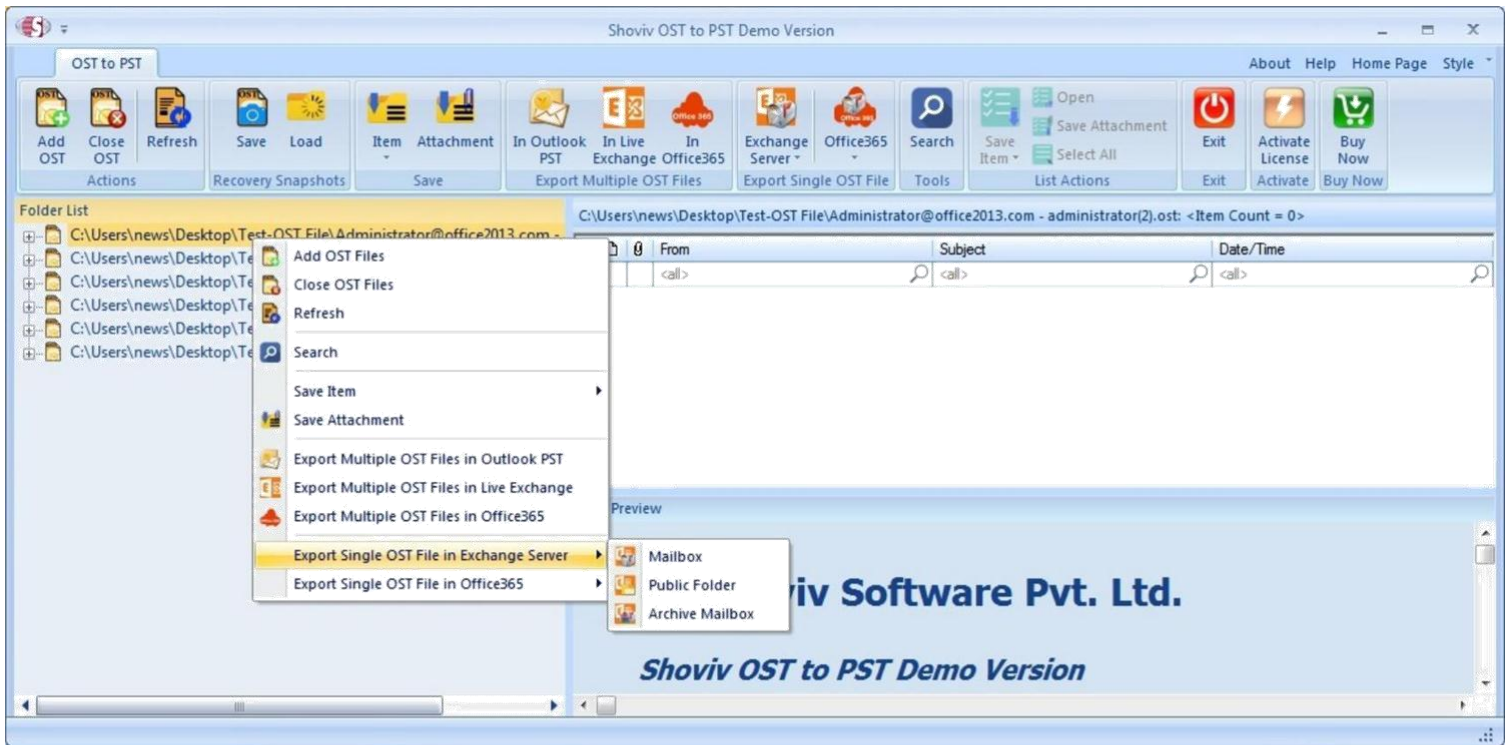 Shoviv OST to PST Demo Version
OST to PST
About Help Home Page Style
Add OST
Close OST
Refresh
Save
Load
Item
Attachment
In Outlook PST
In Live Exchange
In Office365
Exchange Server
Office365
Search
Save Item
Open
Save Attachment
Select All
Exit
Activate License
Buy Now
Actions
Recovery Snapshots
Save
Export Multiple OST Files
Export Single OST File
Tools
List Actions
Exit
Activate
Buy Now
Folder List
C:\Users\news\Desktop\Test-OST File\Administrator@office2013.com -
C:\Users\news\Desktop\Te
C:\Users\news\Desktop\Te
C:\Users\news\Desktop\Te
C:\Users\news\Desktop\Te
C:\Users\news\Desktop\Te
Add OST Files
Close OST Files
Refresh
Search
Save Item
Save Attachment
Export Multiple OST Files in Outlook PST
Export Multiple OST Files in Live Exchange
Export Multiple OST Files in Office365
Export Single OST File in Exchange Server
Export Single OST File in Office365
Mailbox
Public Folder
Archive Mailbox
C:\Users\news\Desktop\Test-OST File\Administrator@office2013.com - administrator(2).ost: <Item Count = 0>
From Subject Date/Time
<all> <all> <all>
Preview
iv Software Pvt. Ltd.
Shoviv OST to PST Demo Version